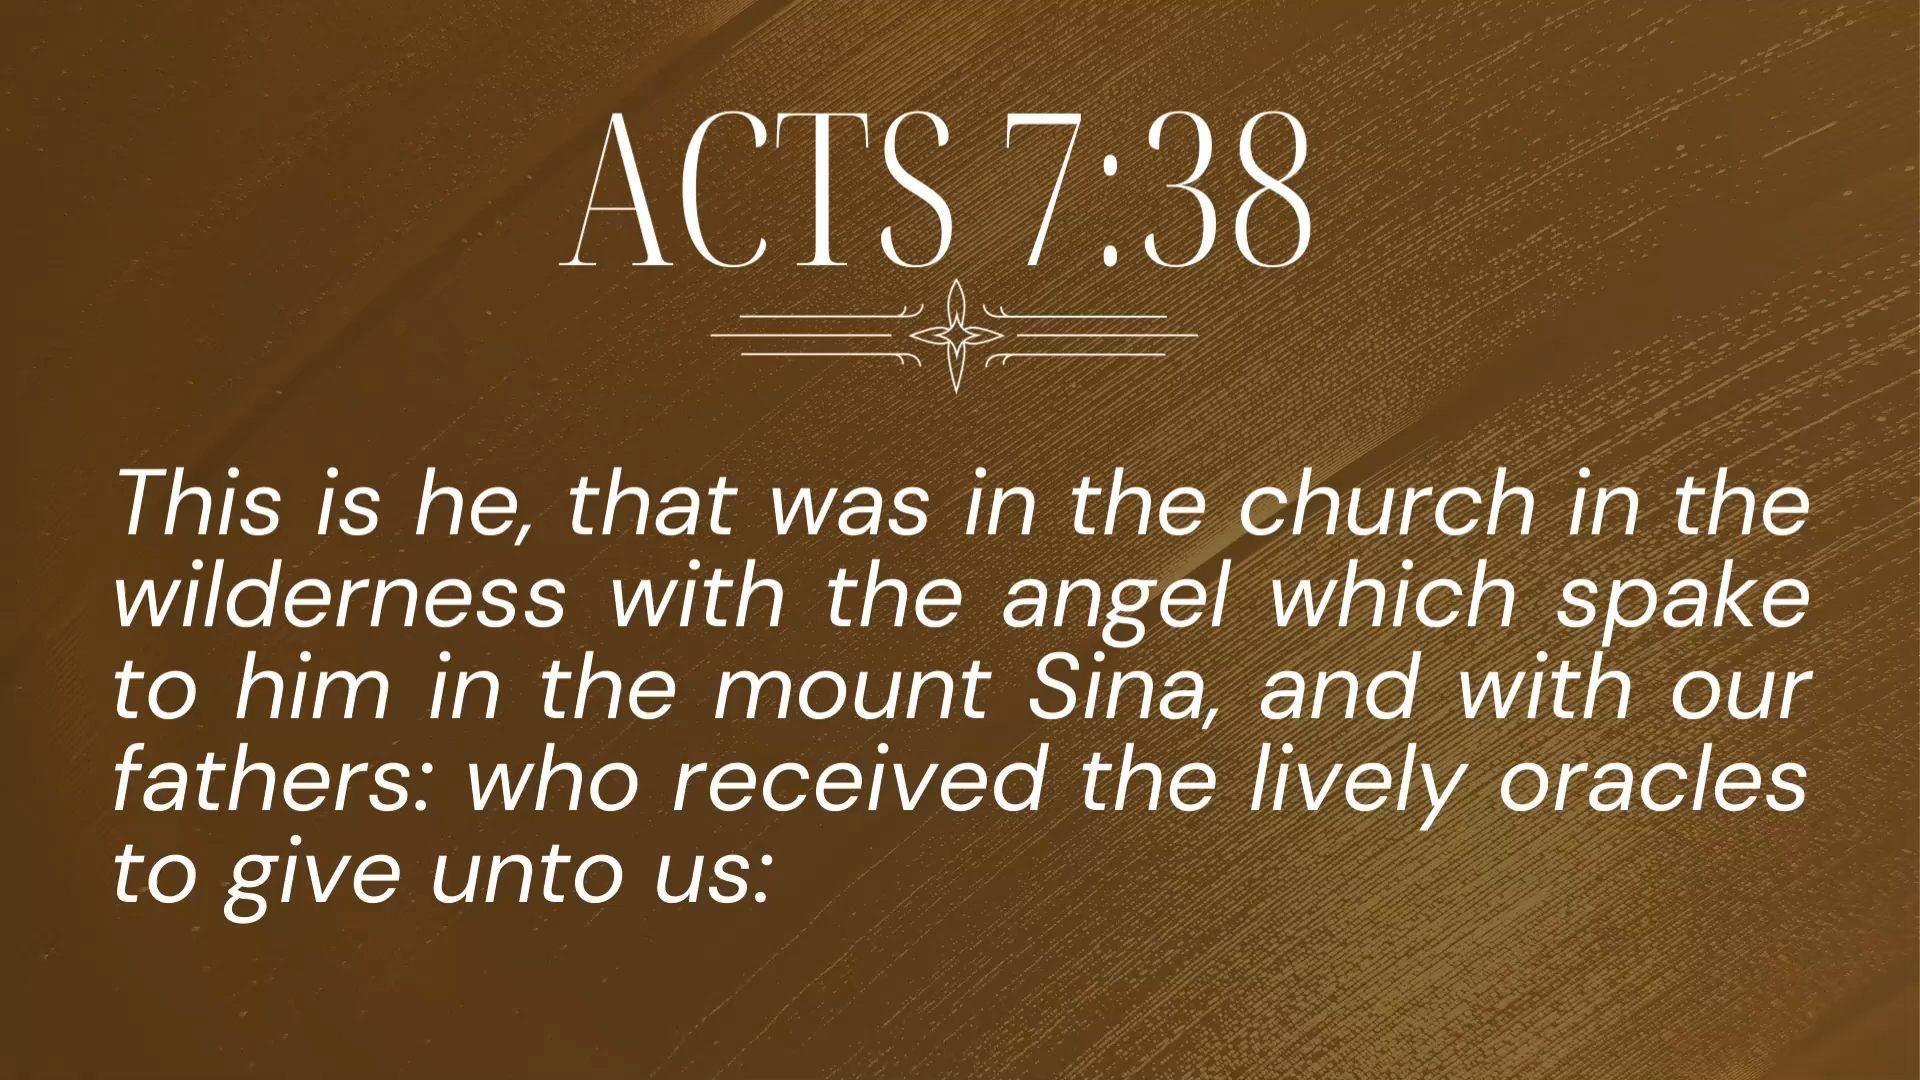 ACTS 7:38
This is he, that was in the church in the
wilderness with the angel which spake
to him in the mount Sina, and with our
fathers: who received the lively oracles
to give unto us: